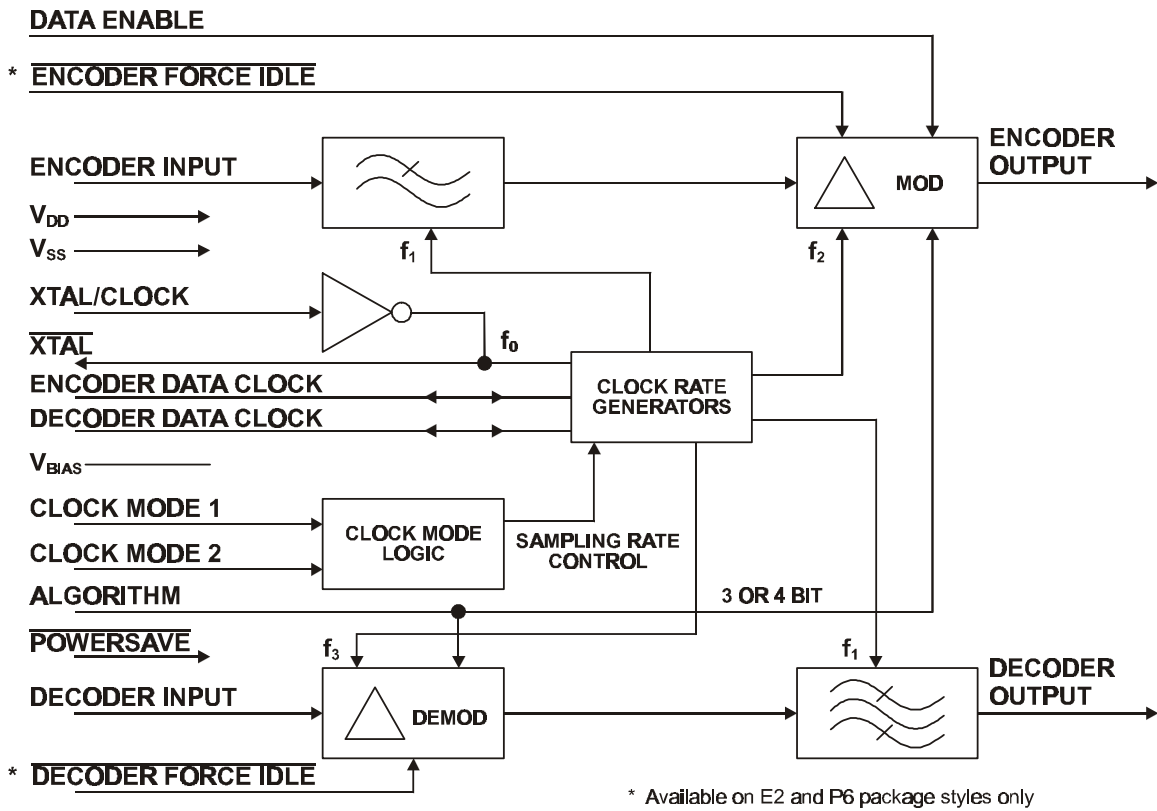 DATA ENABLE
* ENCODER FORCE IDLE
ENCODER INPUT
MOD
ENCODER
OUTPUT
VDD
VSS
f1
f2
XTAL/CLOCK
XTAL
f0
ENCODER DATA CLOCK
DECODER DATA CLOCK
CLOCK RATE
GENERATORS
VBIAS
CLOCK MODE 1
CLOCK MODE 2
CLOCK MODE
LOGIC
SAMPLING RATE
CONTROL
ALGORITHM
3 OR 4 BIT
POWERSAVE
f3
f1
DECODER INPUT
DEMOD
DECODER
OUTPUT
* DECODER FORCE IDLE
* Available on E2 and P6 package styles only